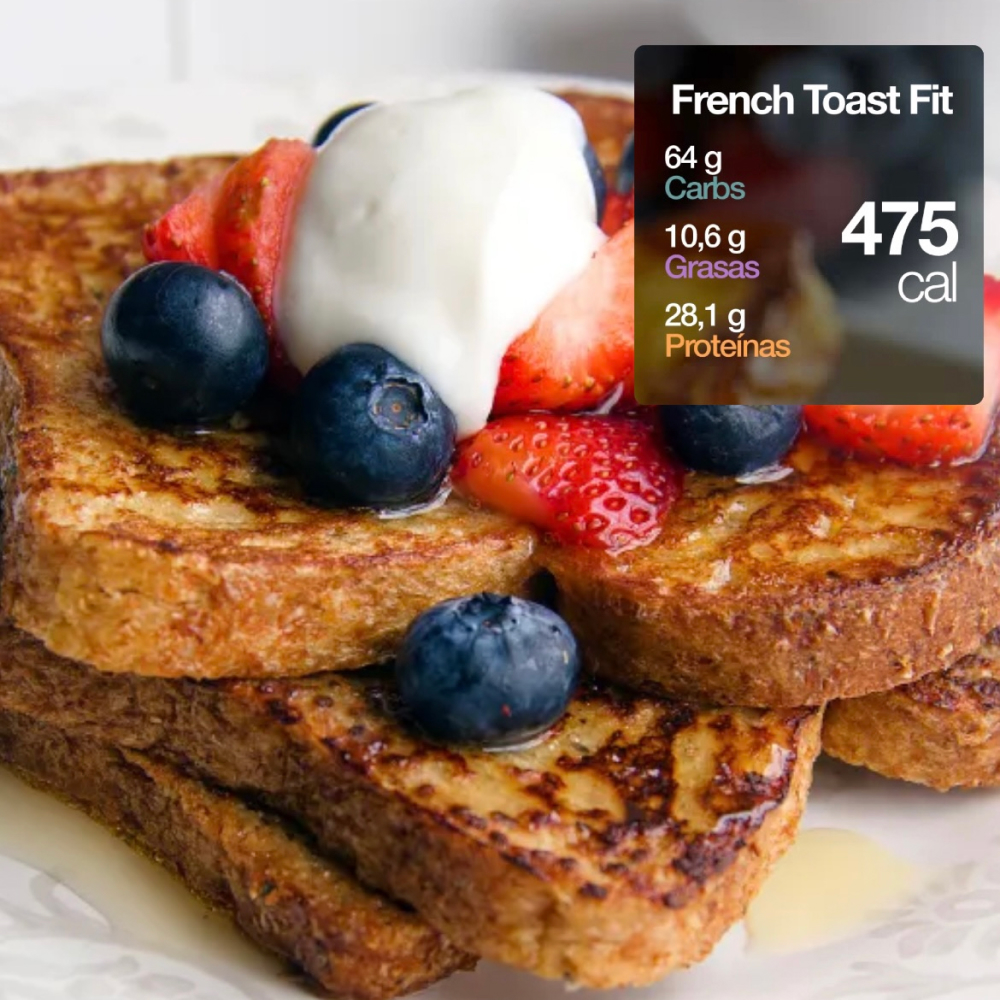 French Toast Fit
64 g
Carbs
10,6 g
Grasas
28,1 g
Proteínas
475
cal